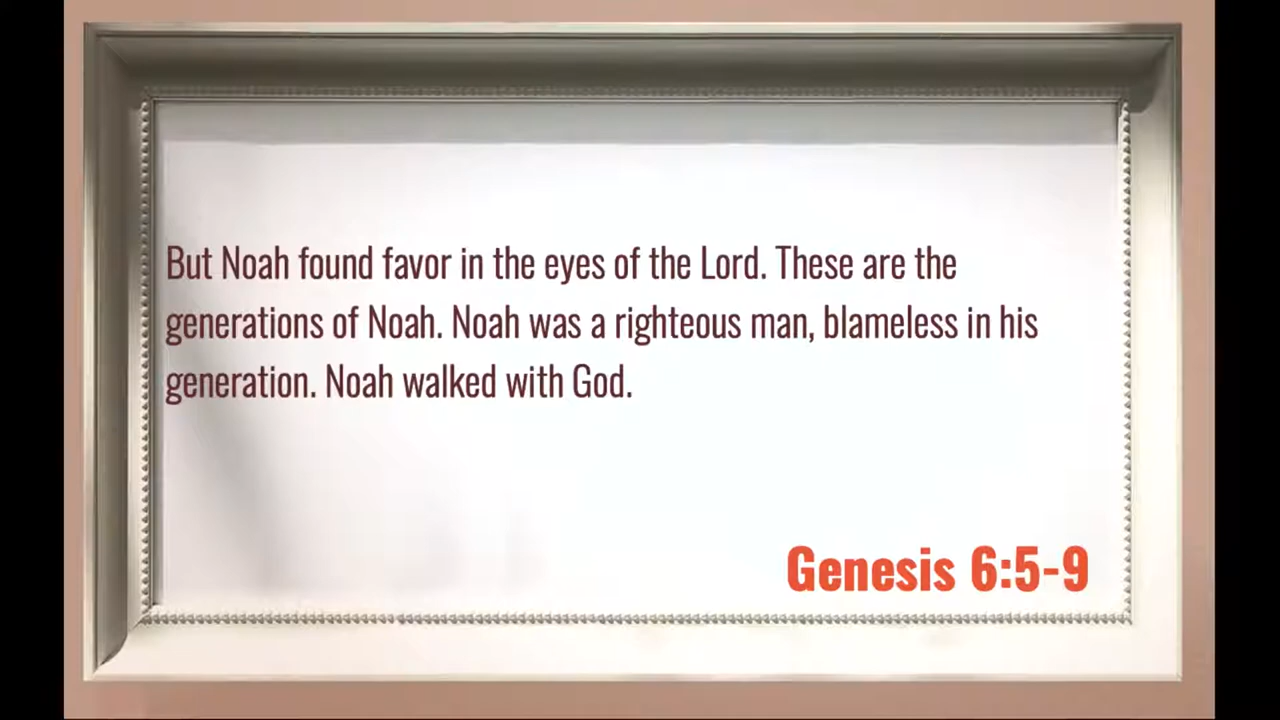 But Noah found favor in the eyes of the Lord. These are the
generations of Noah. Noah was a righteous man, blameless in his
generation. Noah walked with God.
Genesis 6:5-9